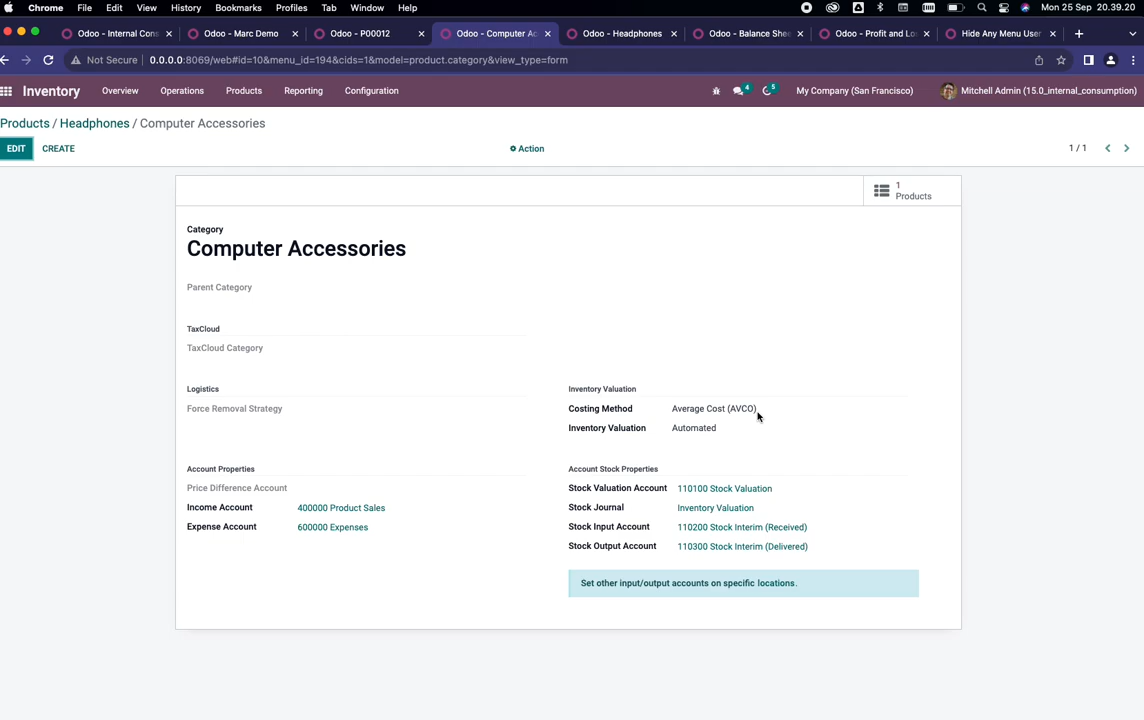 Chrome File Edit View History Bookmarks Profiles Tab Window Help Mon 25 Sep 20.39.20
Odoo - Internal Cons Odoo - Marc Demo Odoo - P00012 Odoo - Computer Ac Odoo - Headphones Odoo - Balance Shee Odoo - Profit and Lo Hide Any Menu User
Not Secure 0.0.0.0:8069/web#id=10&menu_id=194&cids=1&model=product.category&view_type=form
Inventory Overview Operations Products Reporting Configuration 4 5 My Company (San Francisco) Mitchell Admin (15.0_internal_consumption)
Products / Headphones / Computer Accessories
EDIT CREATE Action 1 / 1
1
Products
Category
Computer Accessories
Parent Category
TaxCloud
TaxCloud Category
Logistics Inventory Valuation
Force Removal Strategy Costing Method Average Cost (AVCO)
Inventory Valuation Automated
Account Properties Account Stock Properties
Price Difference Account Stock Valuation Account 110100 Stock Valuation
Income Account 400000 Product Sales Stock Journal Inventory Valuation
Expense Account 600000 Expenses Stock Input Account 110200 Stock Interim (Received)
Stock Output Account 110300 Stock Interim (Delivered)
Set other input/output accounts on specific locations.